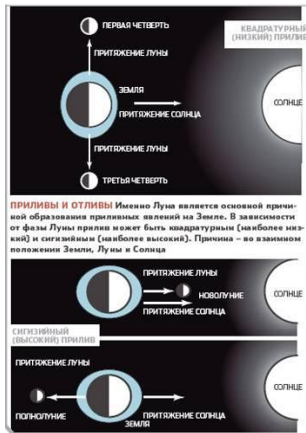 ПЕРВАЯ ЧЕТВЕРТЬ
КВАДРАТУРНЫЙ
(НИЗКИЙ) ПРИЛИВ
ПРИТЯЖЕНИЕ ЛУНЫ
ЗЕМЛЯ
ПРИТЯЖЕНИЕ СОЛНЦА
СОЛНЦЕ
ПРИТЯЖЕНИЕ ЛУНЫ
ТРЕТЬЯ ЧЕТВЕРТЬ
ПРИЛИВЫ И ОТЛИВЫ Именно Луна является основной причи-
ной образования приливных явлений на Земле. В зависимости
от фазы Луны прилив может быть квадратурным (наиболее низ-
кий) и сигизийным (наиболее высокий). Причина – во взаимном
положении Земли, Луны и Солнца
ПРИТЯЖЕНИЕ ЛУНЫ
НОВОЛУНИЕ
ПРИТЯЖЕНИЕ СОЛНЦА
СОЛНЦЕ
СИГИЗИЙНЫЙ
(ВЫСОКИЙ) ПРИЛИВ
ПРИТЯЖЕНИЕ ЛУНЫ
СОЛНЦЕ
ПОЛНОЛУНИЕ
ПРИТЯЖЕНИЕ СОЛНЦА
ЗЕМЛЯ